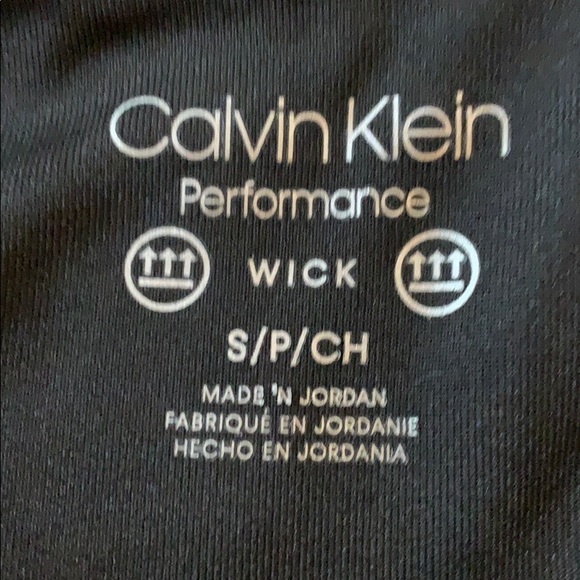 Calvin Klein
Performance
WICK
S/P/CH
MADE 'N JORDAN
FABRIQUÉ EN JORDANIE
HECHO EN JORDANIA